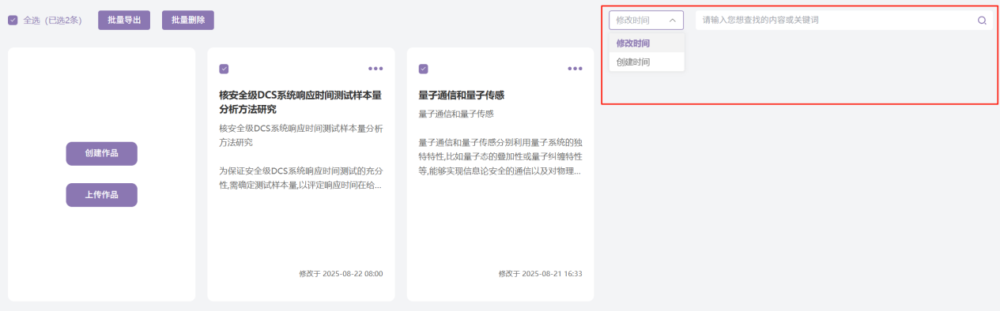 全选 (已选2条) 批量导出 批量删除 修改时间 请输入您想查找的内容或关键词
修改时间
创建时间
创建作品
上传作品
核安全级DCS系统响应时间测试样本量
分析方法研究
核安全级DCS系统响应时间测试样本量分析
方法研究
为保证安全级DCS系统响应时间测试的充分
性,需确定测试样本量,以评定响应时间在给...
修改于 2025-08-22 08:00
量子通信和量子传感
量子通信和量子传感
量子通信和量子传感分别利用量子系统的独
特特性,比如量子态的叠加性或量子纠缠特性
等,能够实现信息论安全的通信以及对物理...
修改于 2025-08-21 16:33